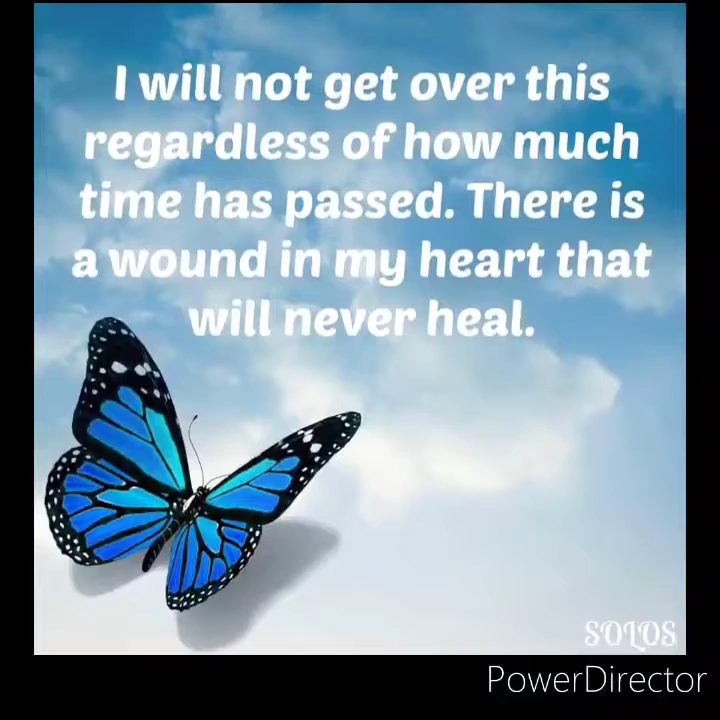 I will not get over this
regardless of how much
time has passed. There is
a wound in my heart that
will never heal.
SOLOS
PowerDirector